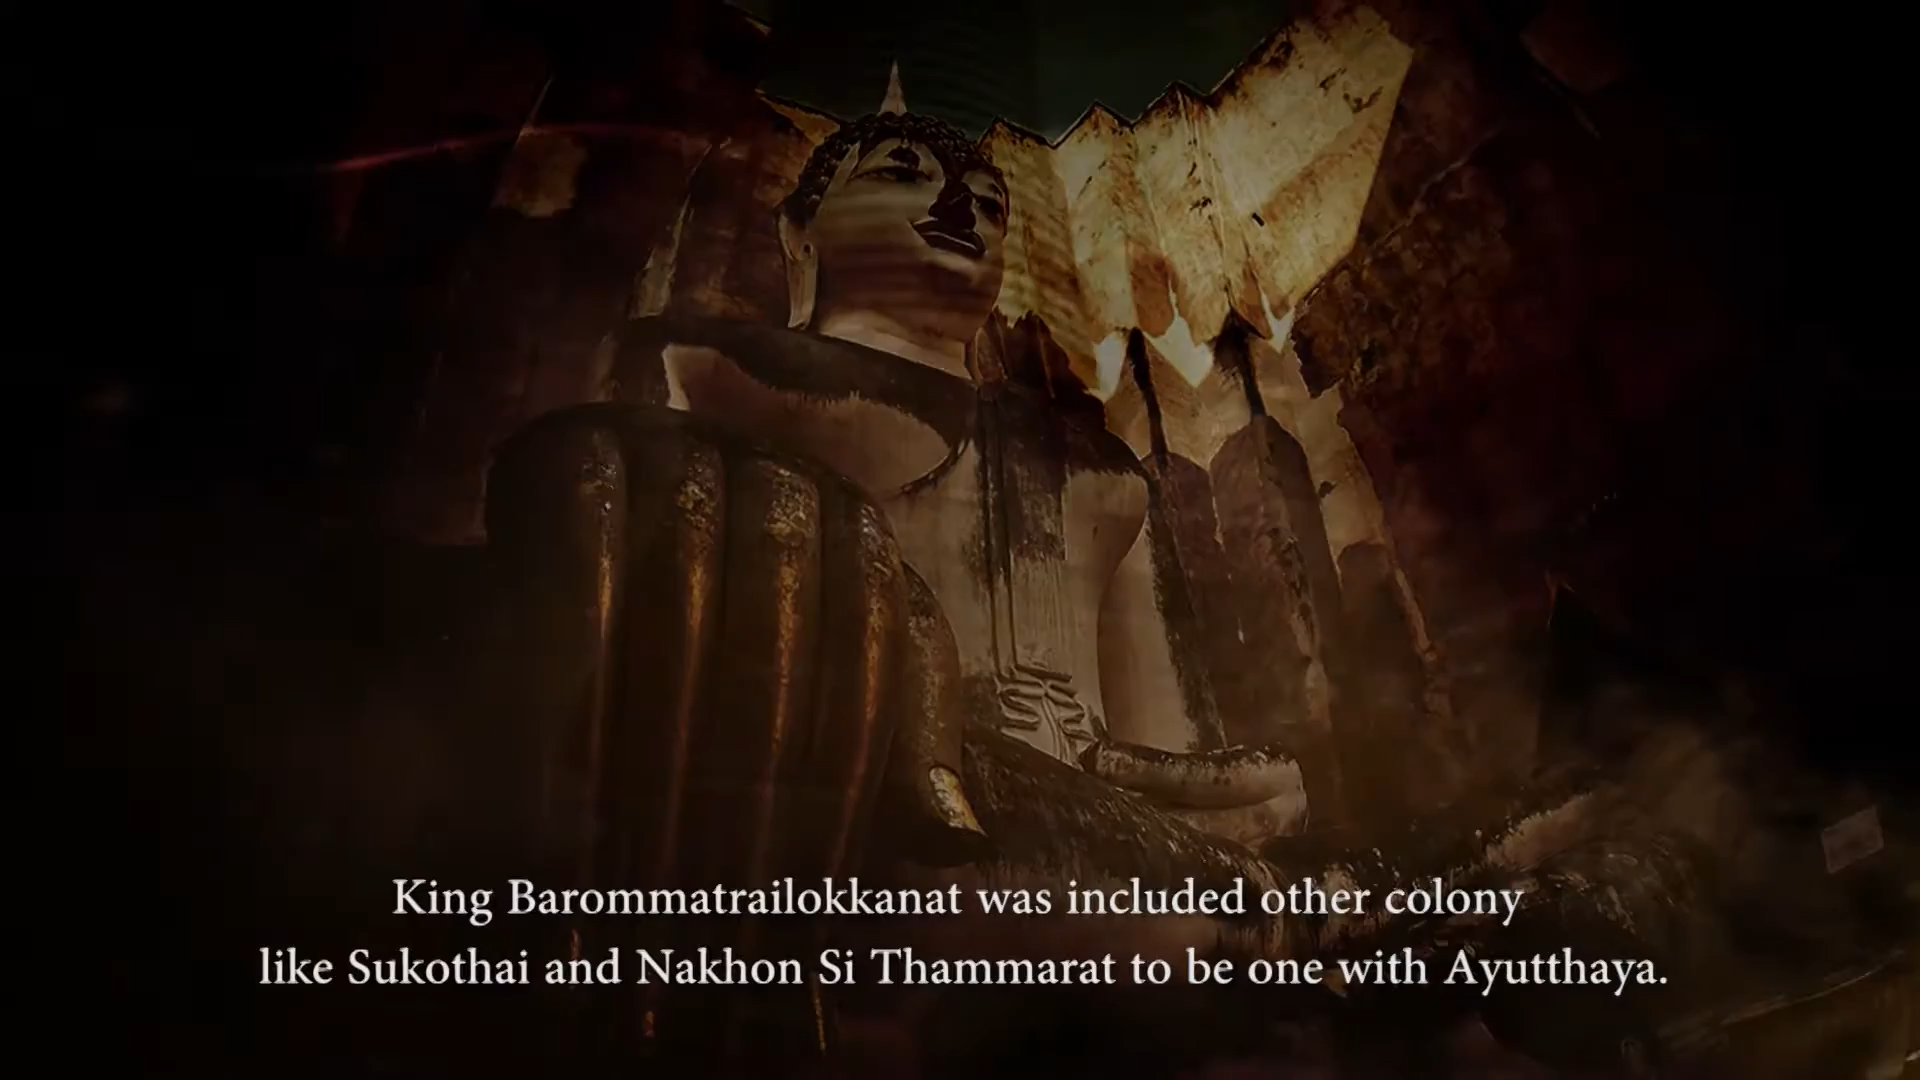 King Barommatrailokkanat was included other colony
like Sukothai and Nakhon Si Thammarat to be one with Ayutthaya.